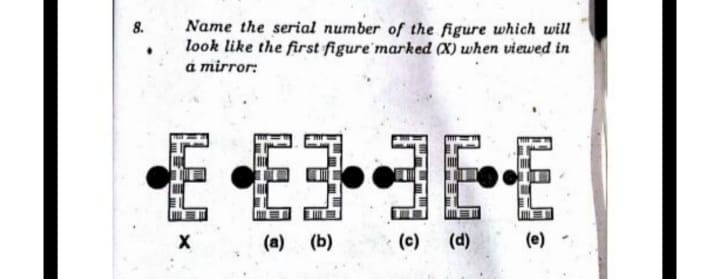 8. Name the serial number of the figure which will
look like the first figure marked (X) when viewed in
a mirror:
X (a) (b) (c) (d) (e)